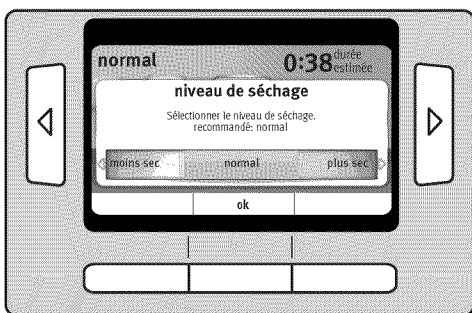 normal 0:38 durée
estimée
niveau de séchage
Sélectionner le niveau de séchage.
recommandé: normal
moins sec normal plus sec
ok